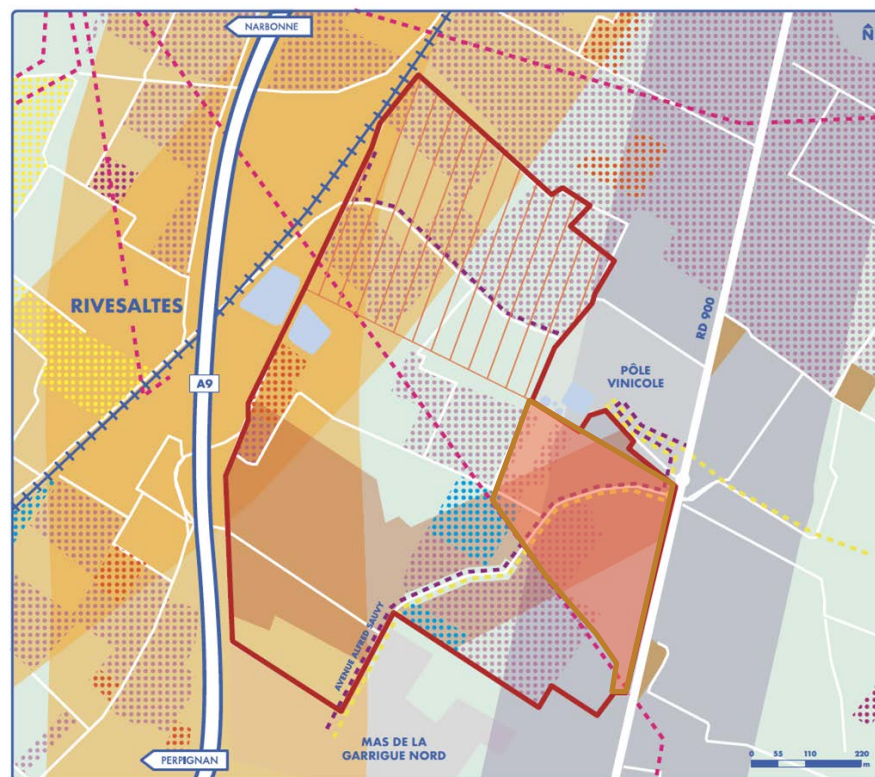 NARBONNE
N
RIVESALTES
RD 900
PÔLE
VINICOLE
A9
AVENUE ALFRED SAUVY
MAS DE LA
GARRIGUE NORD
PERPIGNAN
0 55 110 220
m